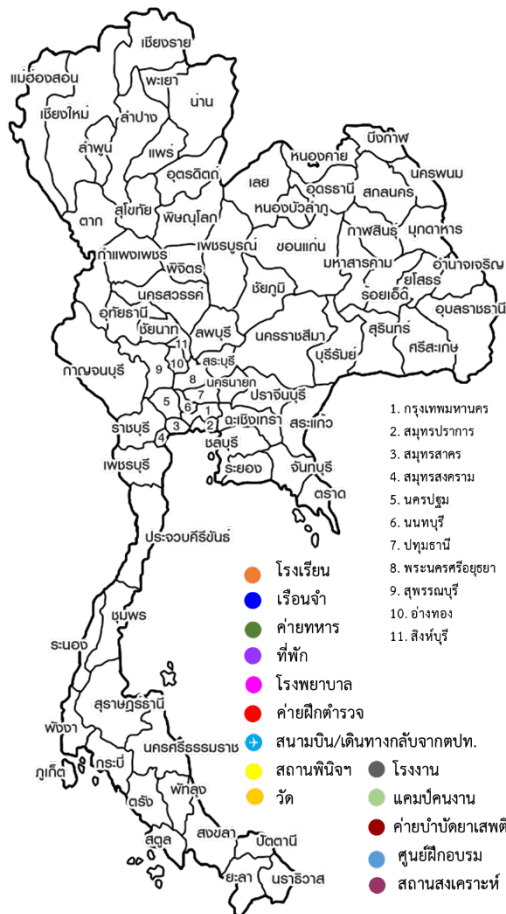 เชียงราย
แม่ฮ่องสอน
พะเยา
น่าน
เชียงใหม่
ลำปาง
ลำพูน
แพร่
อุตรดิตถ์
ตาก
สุโขทัย
พิษณุโลก
เลย
หนองคาย
บึงกาฬ
นครพนม
อุดรธานี
สกลนคร
หนองบัวลำภู
กาฬสินธุ์
มุกดาหาร
กำแพงเพชร
พิจิตร
เพชรบูรณ์
ขอนแก่น
มหาสารคาม
อำนาจเจริญ
ยโสธร
ร้อยเอ็ด
อุบลราชธานี
นครสวรรค์
ชัยภูมิ
อุทัยธานี
ชัยนาท
ลพบุรี
นครราชสีมา
บุรีรัมย์
สุรินทร์
ศรีสะเกษ
กาญจนบุรี
สระบุรี
นครนายก
ปราจีนบุรี
11
10
9
8
7
6
5
4
3
2
1
ราชบุรี
ฉะเชิงเทรา
สระแก้ว
เพชรบุรี
ชลบุรี
ระยอง
จันทบุรี
ตราด
ประจวบคีรีขันธ์
ชุมพร
ระนอง
สุราษฎร์ธานี
พังงา
นครศรีธรรมราช
ภูเก็ต
กระบี่
ตรัง
พัทลุง
สตูล
สงขลา
ปัตตานี
ยะลา
นราธิวาส
1. กรุงเทพมหานคร
2. สมุทรปราการ
3. สมุทรสาคร
4. สมุทรสงคราม
5. นครปฐม
6. นนทบุรี
7. ปทุมธานี
8. พระนครศรีอยุธยา
9. สุพรรณบุรี
10. อ่างทอง
11. สิงห์บุรี
โรงเรียน
เรือนจำ
ค่ายทหาร
ที่พัก
โรงพยาบาล
ค่ายฝึกตำรวจ
สนามบิน/เดินทางกลับจากตปท.
สถานพินิจฯ
วัด
โรงงาน
แคมป์คนงาน
ค่ายบำบัดยาเสพติ
ศูนย์ฝึกอบรม
สถานสงเคราะห์